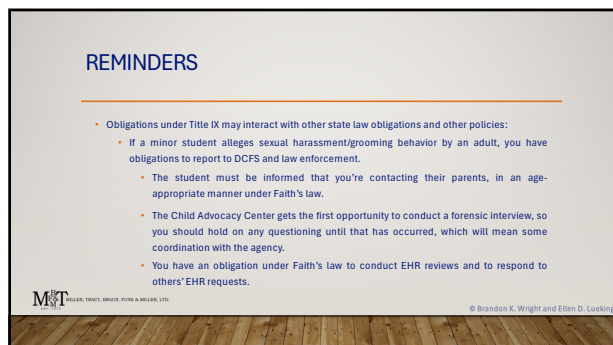 REMINDERS
• Obligations under Title IX may interact with other state law obligations and other policies:
• If a minor student alleges sexual harassment/grooming behavior by an adult, you have
obligations to report to DCFS and law enforcement.
• The student must be informed that you're contacting their parents, in an age-
appropriate manner under Faith's law.
• The Child Advocacy Center gets the first opportunity to conduct a forensic interview, so
you should hold on any questioning until that has occurred, which will mean some
coordination with the agency.
• You have an obligation under Faith's law to conduct EHR reviews and to respond to
others' EHR requests.
MILLER, TRACY, BRAUN, FUNK & MILLER, LTD.
© Brandon K. Wright and Ellen D. Lueking